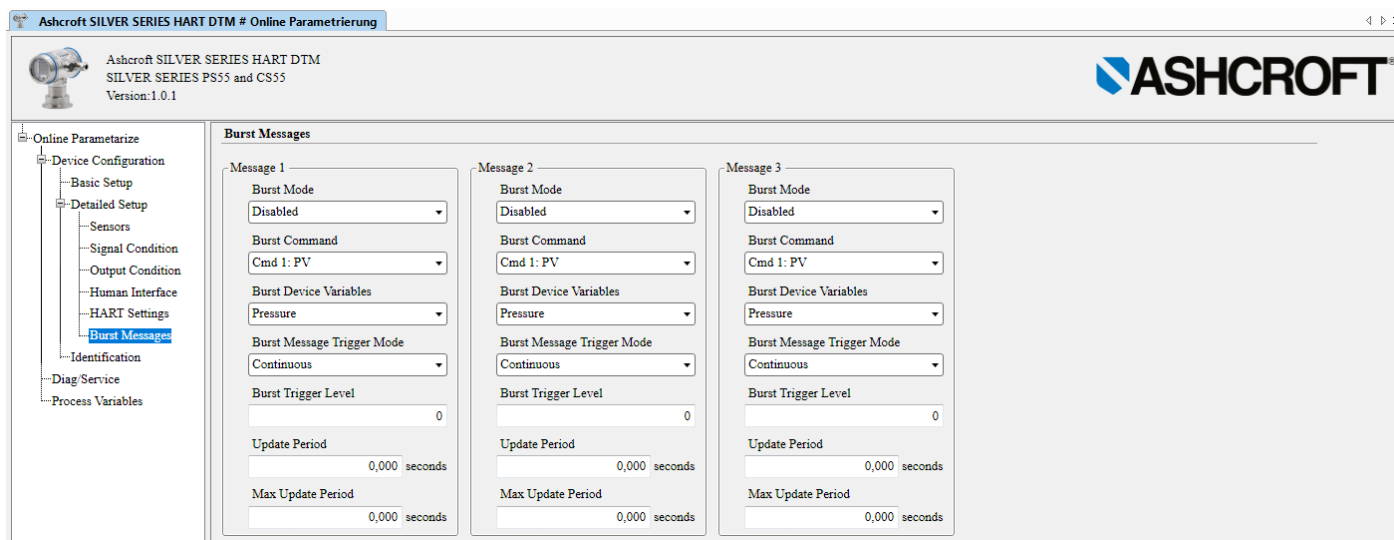 Ashcroft SILVER SERIES HART DTM # Online Parametrierung
Ashcroft SILVER SERIES HART DTM
SILVER SERIES PS55 and CS55
Version:1.0.1
ASHCROFT®
Online Parametarize
Device Configuration
Basic Setup
Detailed Setup
Sensors
Signal Condition
Output Condition
Human Interface
HART Settings
Burst Messages
Identification
Diag/Service
Process Variables
Burst Messages
Message 1
Burst Mode
Disabled
Burst Command
Cmd 1: PV
Burst Device Variables
Pressure
Burst Message Trigger Mode
Continuous
Burst Trigger Level
0
Update Period
0,000 seconds
Max Update Period
0,000 seconds
Message 2
Burst Mode
Disabled
Burst Command
Cmd 1: PV
Burst Device Variables
Pressure
Burst Message Trigger Mode
Continuous
Burst Trigger Level
0
Update Period
0,000 seconds
Max Update Period
0,000 seconds
Message 3
Burst Mode
Disabled
Burst Command
Cmd 1: PV
Burst Device Variables
Pressure
Burst Message Trigger Mode
Continuous
Burst Trigger Level
0
Update Period
0,000 seconds
Max Update Period
0,000 seconds